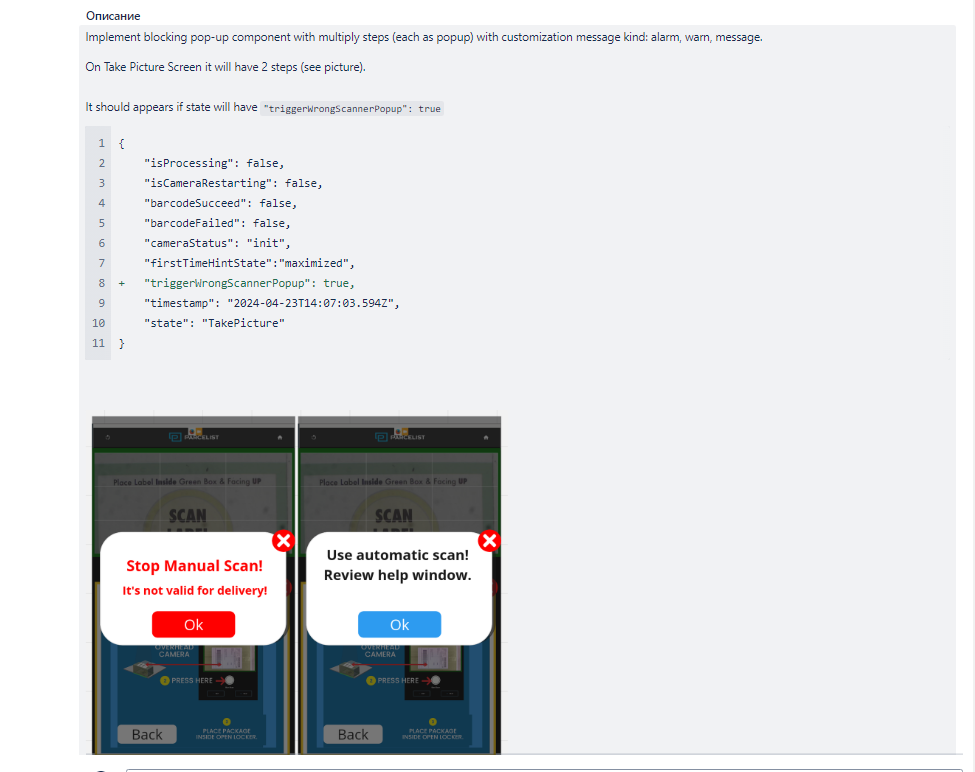 Описание
Implement blocking pop-up component with multiply steps (each as popup) with customization message kind: alarm, warn, message.
On Take Picture Screen it will have 2 steps (see picture).
It should appears if state will have "triggerWrongScannerPopup": true
1 {
2 "isProcessing": false,
3 "isCameraRestarting": false,
4 "barcodeSucceed": false,
5 "barcodeFailed": false,
6 "cameraStatus": "init",
7 "firstTimeHintState":"maximized",
8 + "triggerWrongScannerPopup": true,
9 "timestamp": "2024-04-23T14:07:03.594Z",
10 "state": "TakePicture"
11 }
PARCELIST
Place Label Inside Green Box & Facing UP
SCAN
Stop Manual Scan!
It's not valid for delivery!
Ok
OVERHEAD
CAMERA
PRESS HERE
Back
PLACE PACKAGE
INSIDE OPEN LOCKER.
PARCELIST
Place Label Inside Green Box & Facing UP
SCAN
Use automatic scan!
Review help window.
Ok
OVERHEAD
CAMERA
PRESS HERE
Back
PLACE PACKAGE
INSIDE OPEN LOCKER.